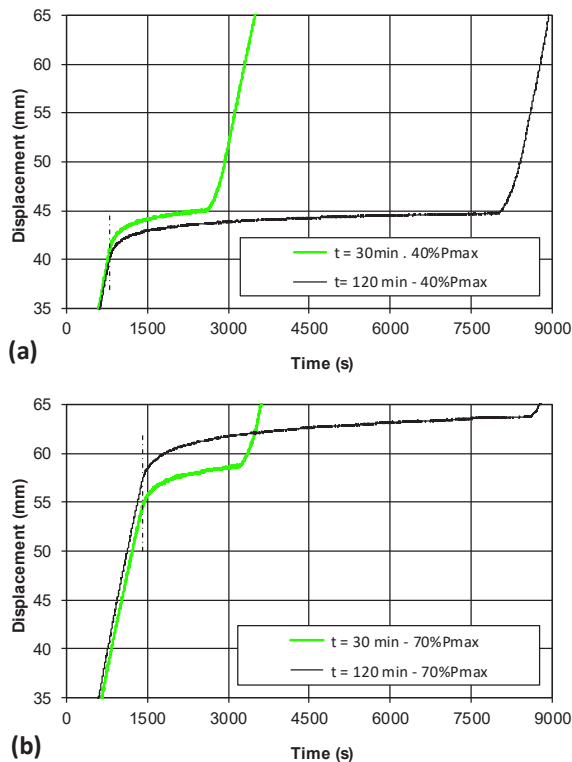 65
60
55
50
45
40
35
Displacement (mm)
t = 30min . 40%Pmax
t= 120 min - 40%Pmax
0 1500 3000 4500 6000 7500 9000
(a)
Time (s)
65
60
55
50
45
40
35
Displacement (mm)
t = 30 min - 70%Pmax
t = 120 min - 70%Pmax
0 1500 3000 4500 6000 7500 9000
(b)
Time (s)